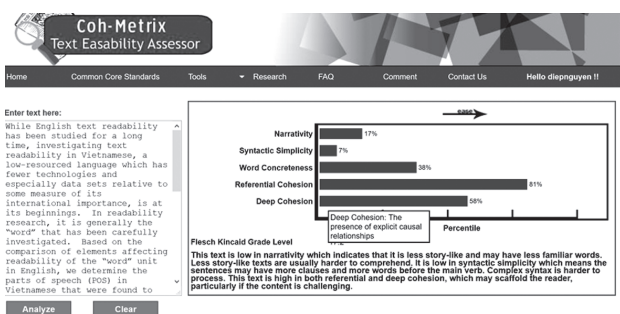 Coh-Metrix
Text Easability Assessor
Home Common Core Standards Tools Research FAQ Comment Contact Us Hello diepnguyen !!
Enter text here:
While English text readability
has been studied for a long
time, investigating text
readability in Vietnamese, a
low-resourced language which has
fewer technologies and
especially data sets relative to
some measure of its
international importance, is at
its beginnings. In readability
research, it is generally the
"word" that has been carefully
investigated. Based on the
comparison of elements affecting
readability of the "word" unit
in English, we determine the
parts of speech (POS) in
Vietnamese that were found to
Analyze Clear
ease
Narrativity 17%
Syntactic Simplicity 7%
Word Concreteness 38%
Referential Cohesion 81%
Deep Cohesion 58%
Deep Cohesion: The
presence of explicit causal
relationships
Percentile
Flesch Kincaid Grade Level
This text is low in narrativity which indicates that it is less story-like and may have less familiar words.
Less story-like texts are usually harder to comprehend. It is low in syntactic simplicity which means the
sentences may have more clauses and more words before the main verb. Complex syntax is harder to
process. This text is high in both referential and deep cohesion, which may scaffold the reader,
particularly if the content is challenging.